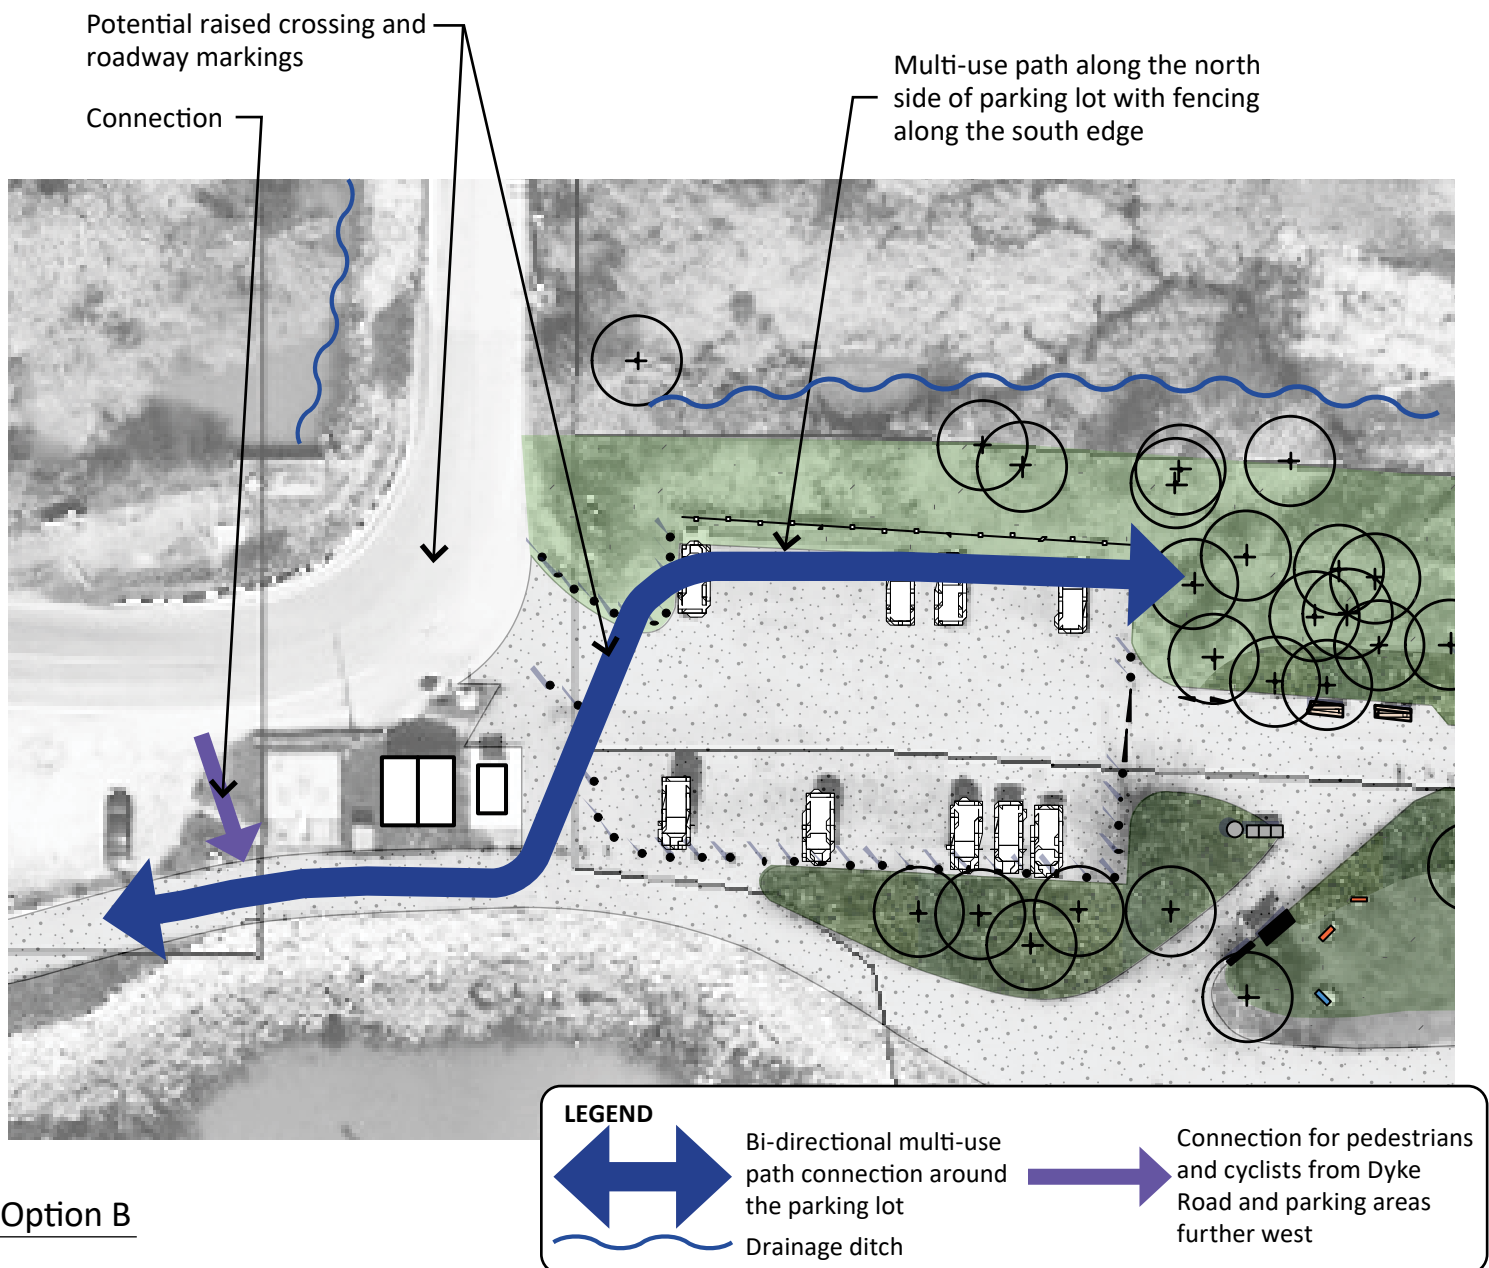 Potential raised crossing and
roadway markings
Connection
Multi-use path along the north
side of parking lot with fencing
along the south edge
LEGEND
Bi-directional multi-use
path connection around
the parking lot
Drainage ditch
Connection for pedestrians
and cyclists from Dyke
Road and parking areas
further west
Option B